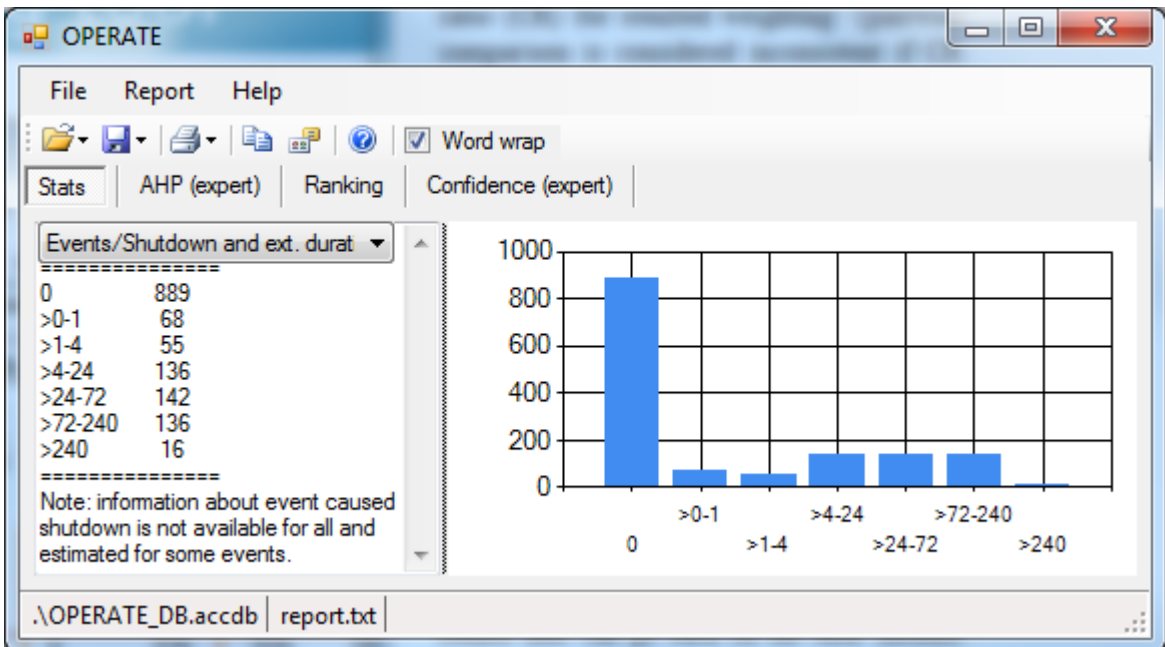 OPERATE
File Report Help
Word wrap
Stats AHP (expert) Ranking Confidence (expert)
Events/Shutdown and ext. durat
===============
0 889
>0-1 68
>1-4 55
>4-24 136
>24-72 142
>72-240 136
>240 16
===============
Note: information about event caused
shutdown is not available for all and
estimated for some events.
1000
800
600
400
200
0
>0-1 >4-24 >72-240
0 >1-4 >24-72 >240
.\OPERATE_DB.accdb report.txt